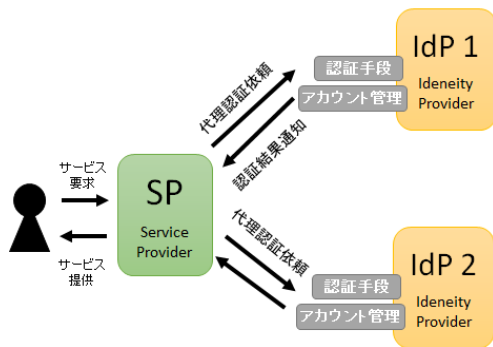 IdP 1
Ideneity
Provider
認証手段
アカウント管理
代理認証依頼
認証結果通知
サービス
要求
SP
Service
Provider
サービス
提供
代理認証依頼
IdP 2
Ideneity
Provider
認証手段
アカウント管理